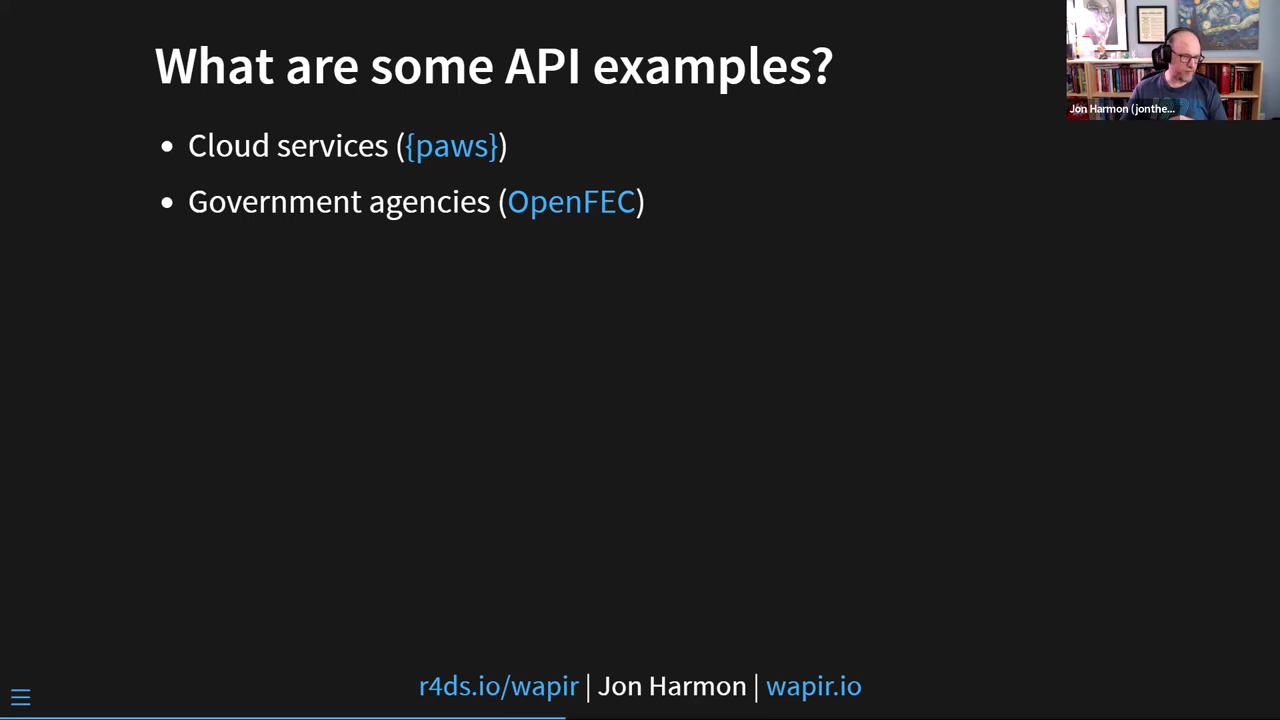 What are some API examples?
Jon Harmon (jonthe...
• Cloud services ({paws})
• Government agencies (OpenFEC)
r4ds.io/wapir | Jon Harmon | wapir.io